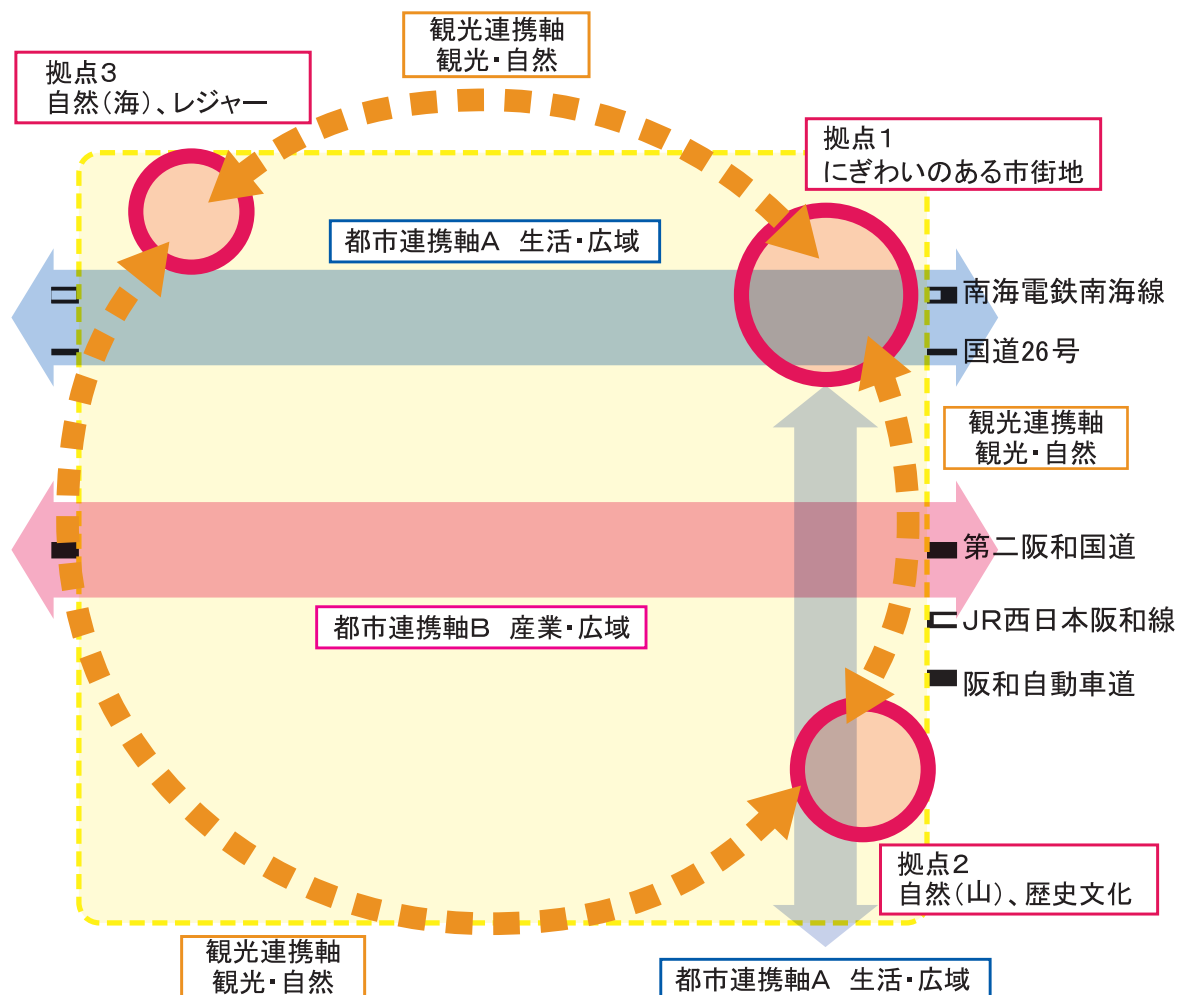 観光連携軸
観光・自然
拠点3
自然(海)、レジャー
拠点1
にぎわいのある市街地
都市連携軸A 生活・広域
南海電鉄南海線
国道26号
観光連携軸
観光・自然
第二阪和国道
都市連携軸B 産業・広域
JR西日本阪和線
阪和自動車道
拠点2
自然(山)、歴史文化
観光連携軸
観光・自然
都市連携軸A 生活・広域